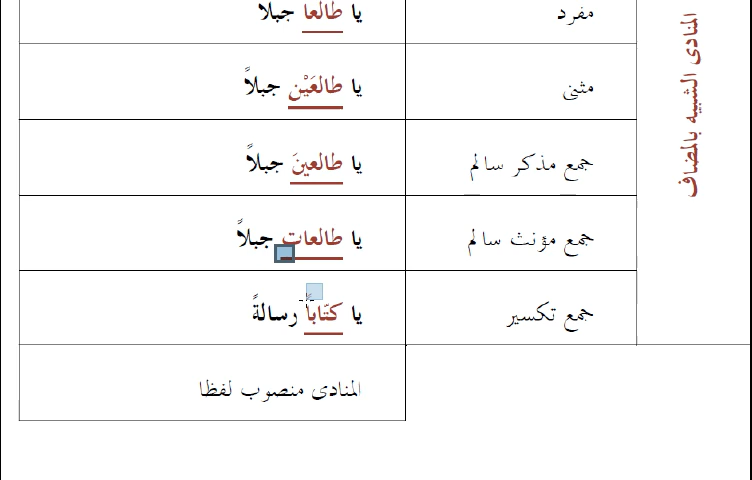 المنادى الشبيه بالمضاف
مفرد
يا طالعا جبلا
مثنى
يا طالعَيْن جبلاً
جمع مذكر سالم
يا طالعينَ جبلاً
جمع مؤنث سالم
يا طالعاتٍ جبلاً
جمع تكسير
يا كتّاباً رسالةً
المنادى منصوب لفظا